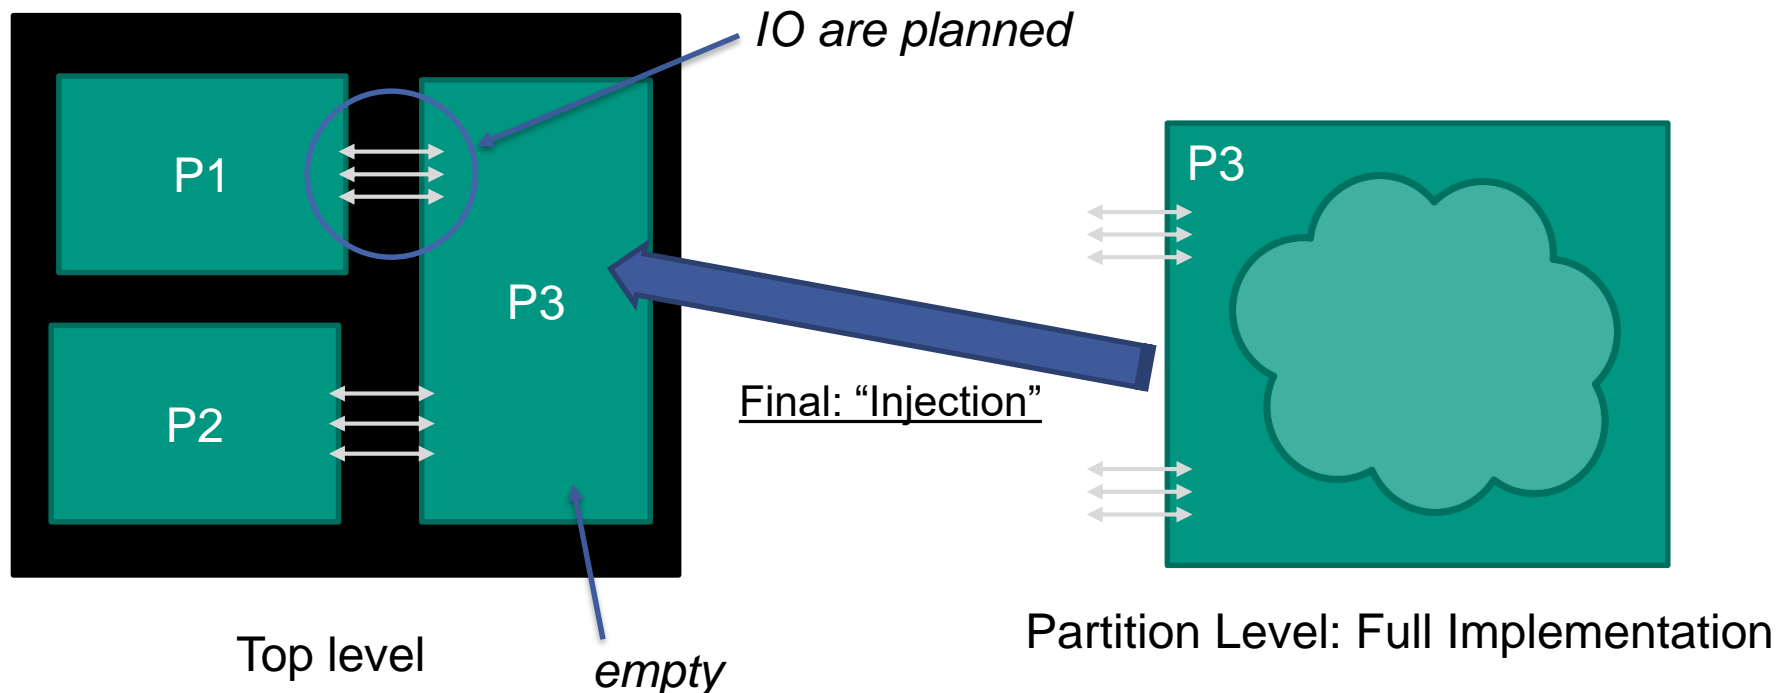 IO are planned
P1
P3
P2
Final: “Injection”
P3
Top level
empty
Partition Level: Full Implementation